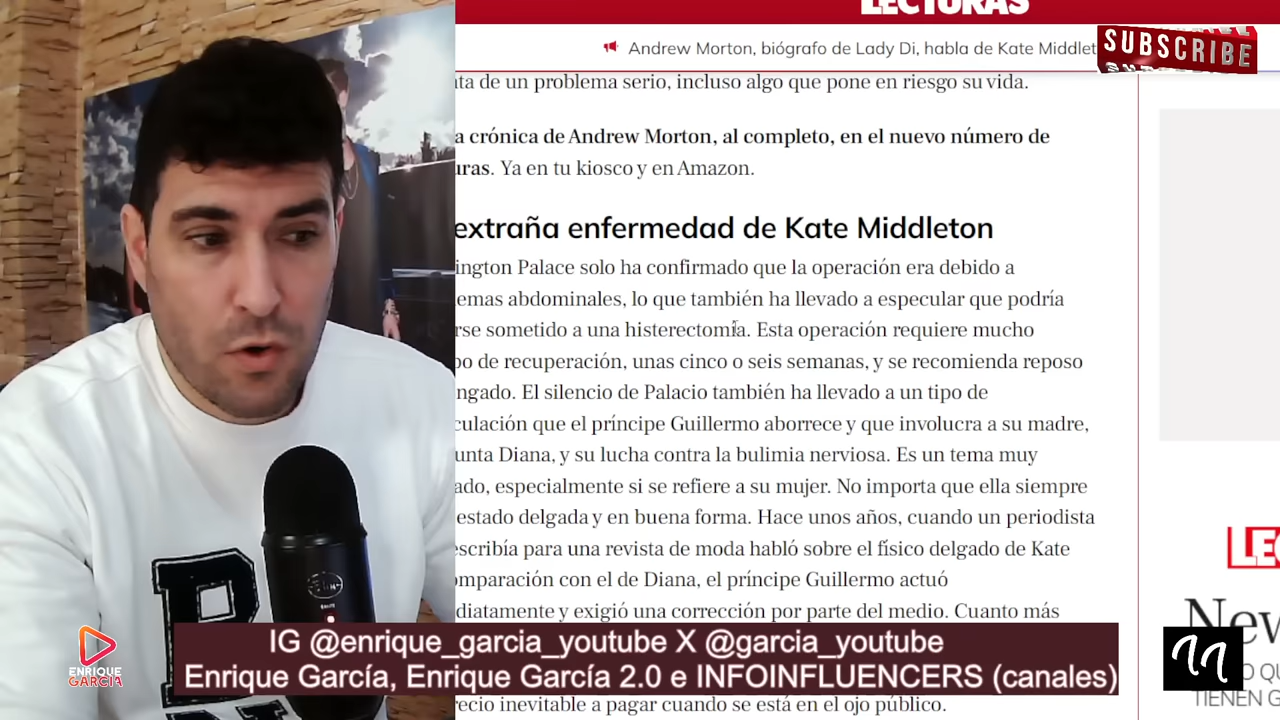 LECTURAS
Andrew Morton, biógrafo de Lady Di, habla de Kate Middlet
SUBSCRIBE
de un problema serio, incluso algo que pone en riesgo su vida.
crónica de Andrew Morton, al completo, en el nuevo número de
Ya en tu kiosco y en Amazon.
extraña enfermedad de Kate Middleton
ington Palace solo ha confirmado que la operación era debido a
emas abdominales, lo que también ha llevado a especular que podría
rse sometido a una histerectomía. Esta operación requiere mucho
po de recuperación, unas cinco o seis semanas, y se recomienda reposo
ngado. El silencio de Palacio también ha llevado a un tipo de
culación que el príncipe Guillermo aborrece y que involucra a su madre,
unta Diana, y su lucha contra la bulimia nerviosa. Es un tema muy
ado, especialmente si se refiere a su mujer. No importa que ella siempre
estado delgada y en buena forma. Hace unos años, cuando un periodista
escribía para una revista de moda habló sobre el físico delgado de Kate
omparación con el de Diana, el príncipe Guillermo actuó
diatamente y exigió una corrección por parte del medio. Cuanto más
IG @enrique_garcia_youtube X @garcia_youtube
Enrique García, Enrique García 2.0 e INFOINFLUENCERS (canales)
recio inevitable a pagar cuando se está en el ojo público.
ENRIQUE
GARCÍA
LEC
New
TIENEN G